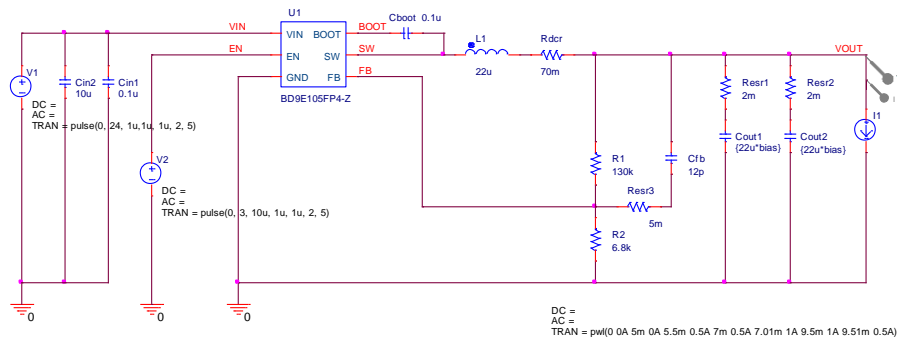 U1
VIN
VIN
BOOT
BOOT
Cboot 0.1u
EN
EN
SW
SW
GND
FB
FB
BD9E105FP4-Z
L1
22u
Rdcr
70m
VOUT
V1
DC =
AC =
TRAN = pulse(0, 24, 1u,1u, 1u, 2, 5)
Cin2
10u
Cin1
0.1u
V2
DC =
AC =
TRAN = pulse(0, 3, 10u, 1u, 1u, 2, 5)
R1
130k
Cfb
12p
Resr3
5m
R2
6.8k
Resr1
2m
Resr2
2m
Cout1
{22u*bias}
Cout2
{22u*bias}
I1
0
0
0
DC =
AC =
TRAN = pwl(0 0A 5m 0A 5.5m 0.5A 7m 0.5A 7.01m 1A 9.5m 1A 9.51m 0.5A)